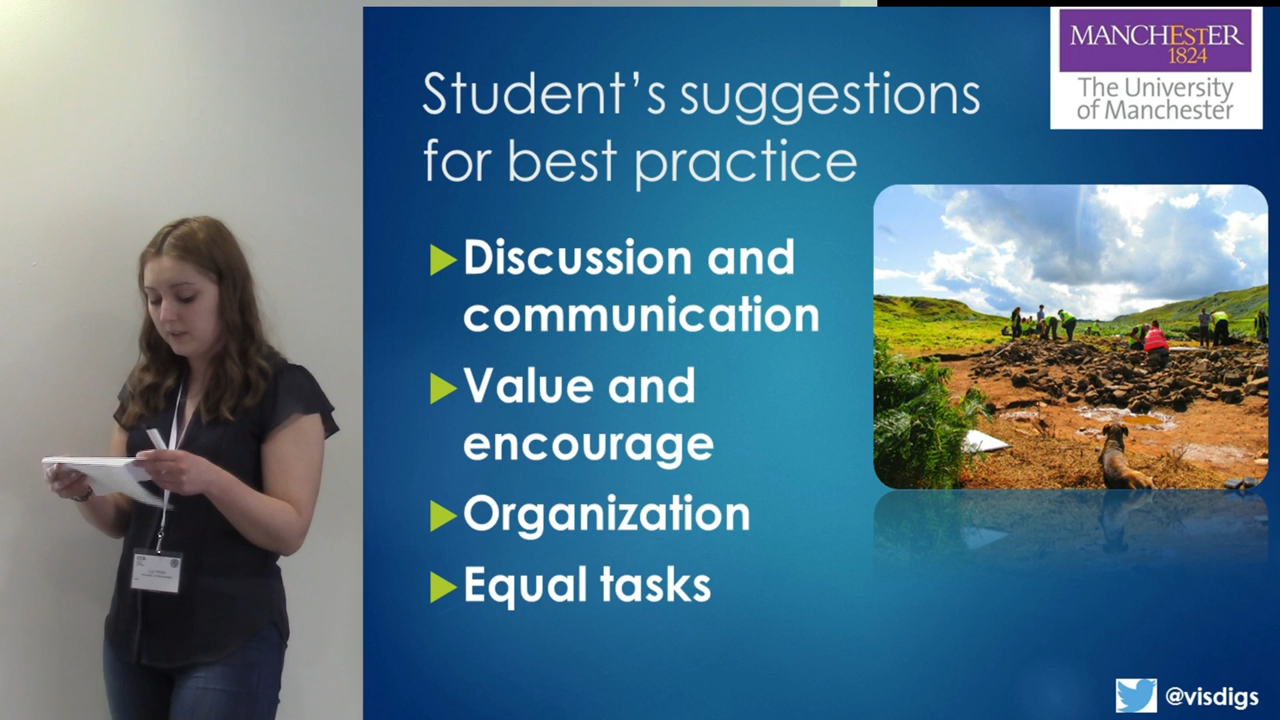 Student's suggestions
for best practice
Discussion and
communication
Value and
encourage
Organization
Equal tasks
MANCHEsTER
1824
The University
of Manchester
@visdigs